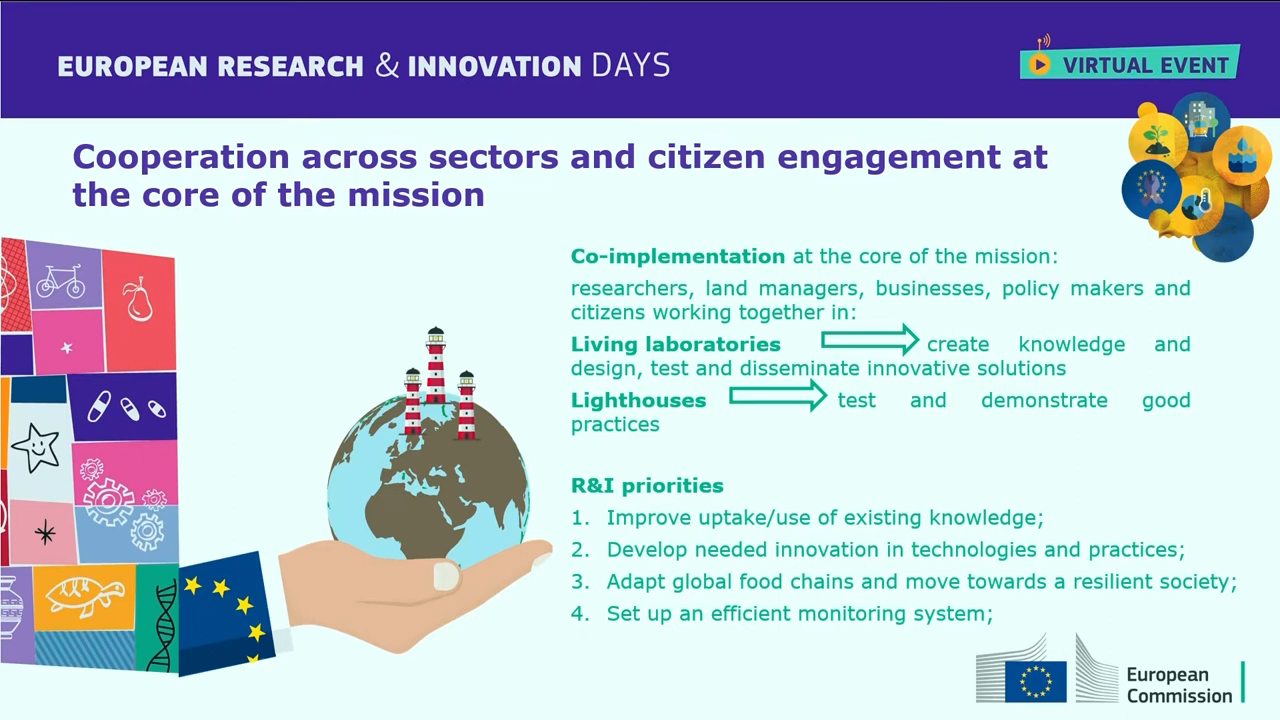 EUROPEAN RESEARCH & INNOVATION DAYS
VIRTUAL EVENT
Cooperation across sectors and citizen engagement at
the core of the mission
Co-implementation at the core of the mission:
researchers, land managers, businesses, policy makers and
citizens working together in:
Living laboratories create knowledge and
design, test and disseminate innovative solutions
Lighthouses test and demonstrate good
practices
R&I priorities
1. Improve uptake/use of existing knowledge;
2. Develop needed innovation in technologies and practices;
3. Adapt global food chains and move towards a resilient society;
4. Set up an efficient monitoring system;
European
Commission